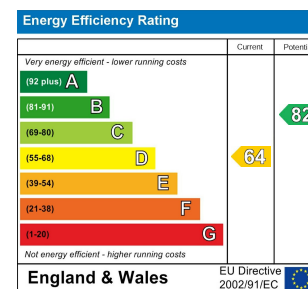 Energy Efficiency Rating
Current Potenti
Very energy efficient - lower running costs
(92 plus) A
(81-91) B
82
(69-80) C
(55-68) D
64
(39-54) E
(21-38) F
(1-20) G
Not energy efficient - higher running costs
England & Wales
EU Directive
2002/91/EC